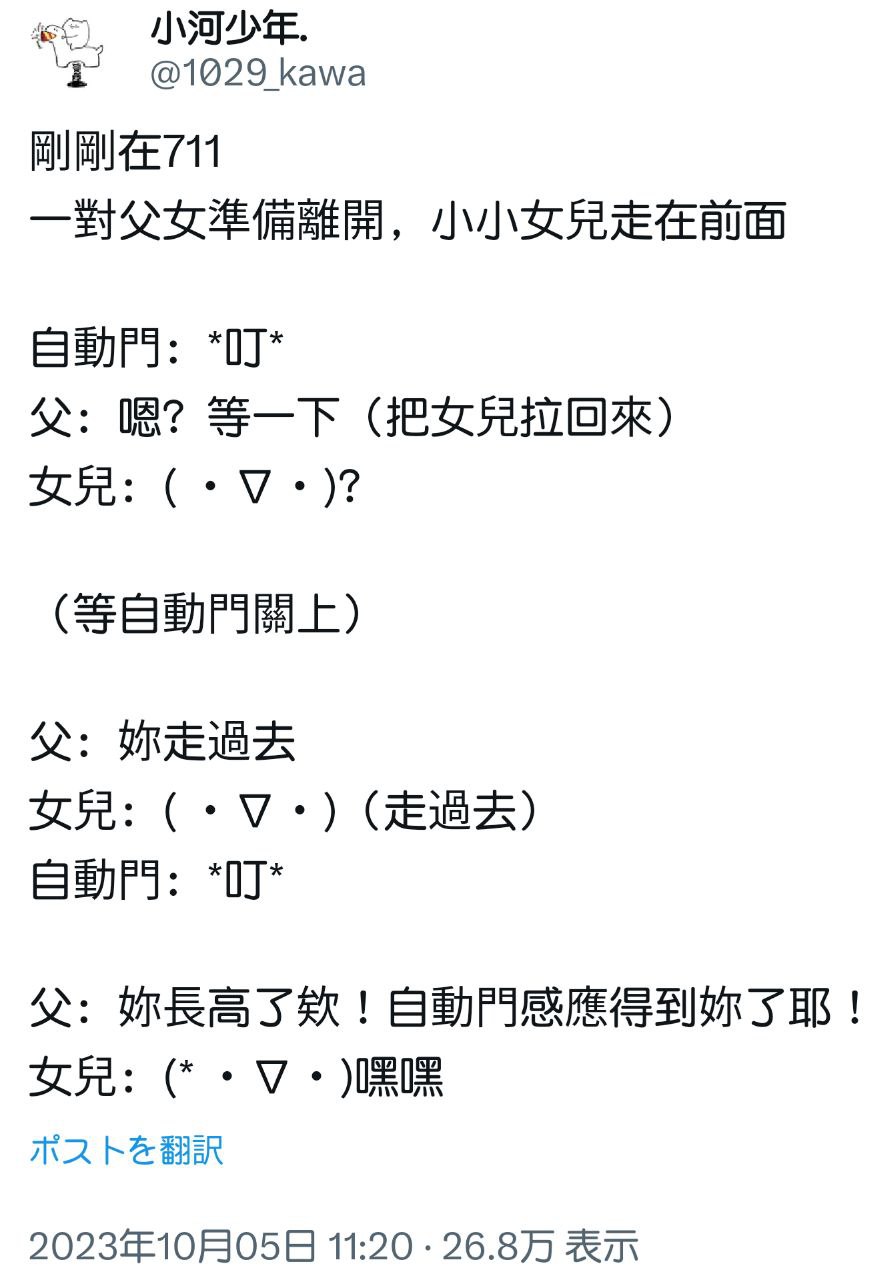 小河少年.
@1029_kawa
剛剛在711
一對父女準備離開，小小女兒走在前面
自動門：*叮*
父：嗯？等一下（把女兒拉回來）
女兒：( ・∇・)?
（等自動門關上）
父：妳走過去
女兒：( ・∇・)（走過去）
自動門：*叮*
父：妳長高了欸！自動門感應得到妳了耶！
女兒：(* ・∇・)嘿嘿
ポストを翻訳
2023年10月05日 11:20 · 26.8万 表示